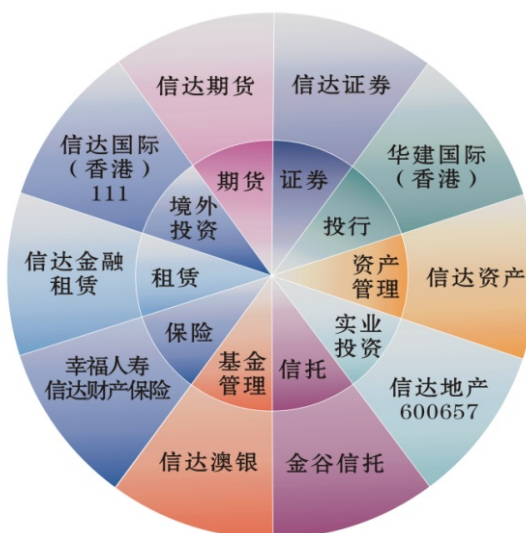 信达期货
信达证券
信达国际
（香港）
111
华建国际
（香港）
期货
证券
境外
投资
投行
信达金融
租赁
租赁
资产
管理
信达资产
保险
实业
投资
幸福人寿
信达财产保险
基金
管理
信托
信达地产
600657
信达澳银
金谷信托